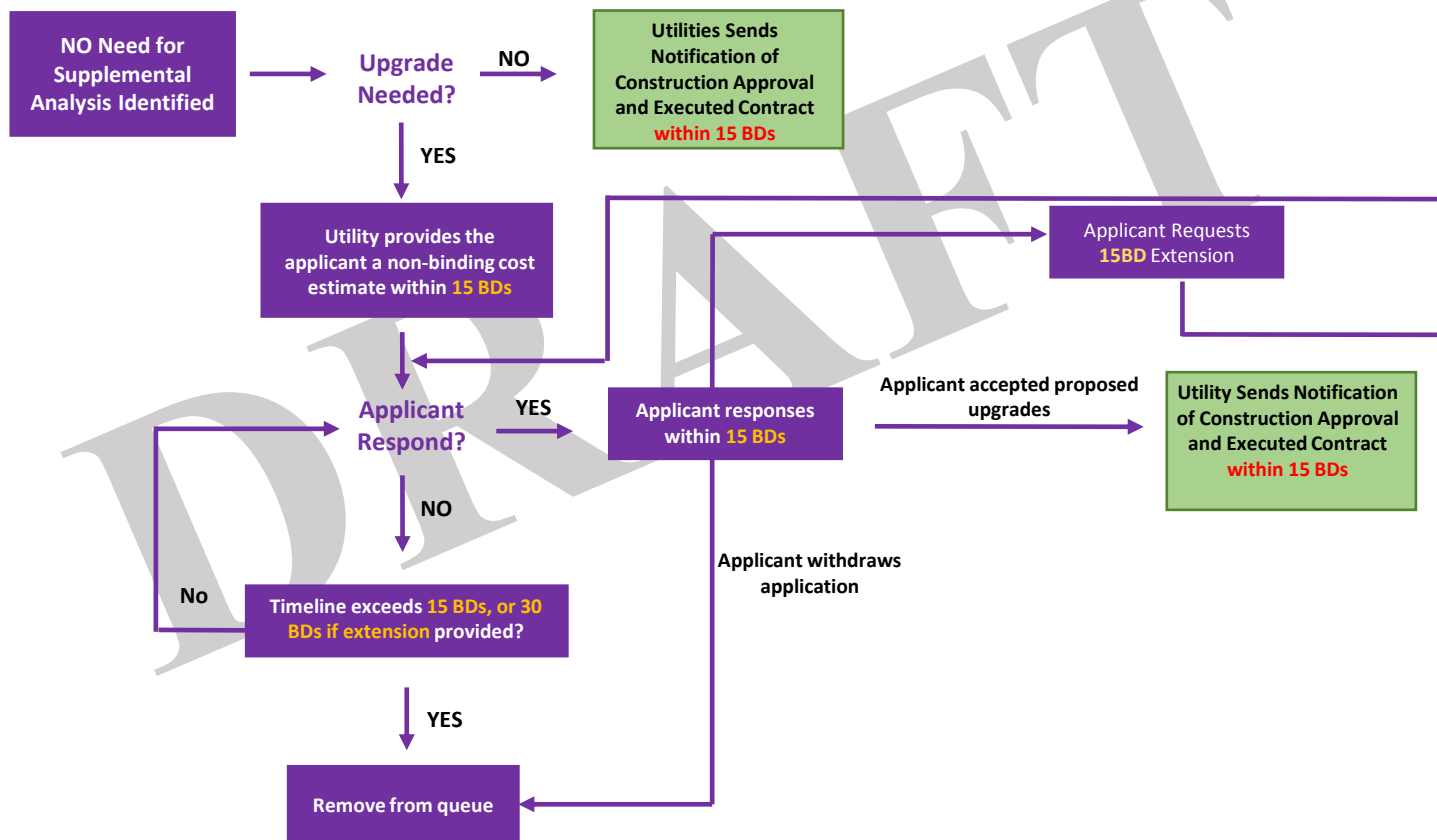 NO Need for
Supplemental
Analysis Identified
Upgrade
Needed?
NO
Utilities Sends
Notification of
Construction Approval
and Executed Contract
within 15 BDs
YES
Utility provides the
applicant a non-binding cost
estimate within 15 BDs
Applicant Requests
15BD Extension
Applicant
Respond?
YES
Applicant responses
within 15 BDs
Applicant accepted proposed
upgrades
Utility Sends Notification
of Construction Approval
and Executed Contract
within 15 BDs
NO
Applicant withdraws
application
No
Timeline exceeds 15 BDs, or 30
BDs if extension provided?
YES
Remove from queue
DRAFT